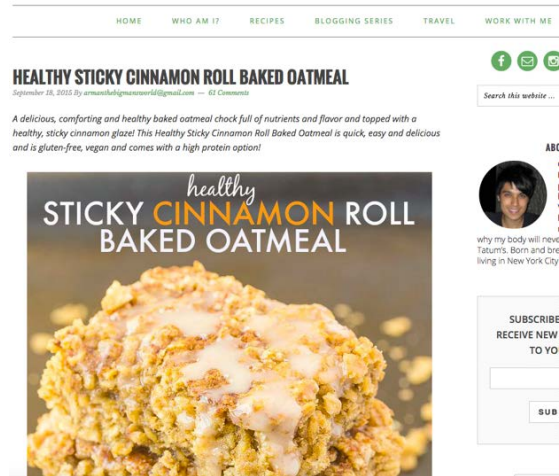 HOME WHO AM I? RECIPES BLOGGING SERIES TRAVEL WORK WITH ME
HEALTHY STICKY CINNAMON ROLL BAKED OATMEAL
September 18, 2015 By armanthebigmansworld@gmail.com — 61 Comments
A delicious, comforting and healthy baked oatmeal chock full of nutrients and flavor and topped with a
healthy, sticky cinnamon glaze! This Healthy Sticky Cinnamon Roll Baked Oatmeal is quick, easy and delicious
and is gluten-free, vegan and comes with a high protein option!
healthy
STICKY CINNAMON ROLL
BAKED OATMEAL
Search this website ...
why my body will neve
Tatum's. Born and bre
living in New York City
SUBSCRIBE
RECEIVE NEW
TO YO
SUB